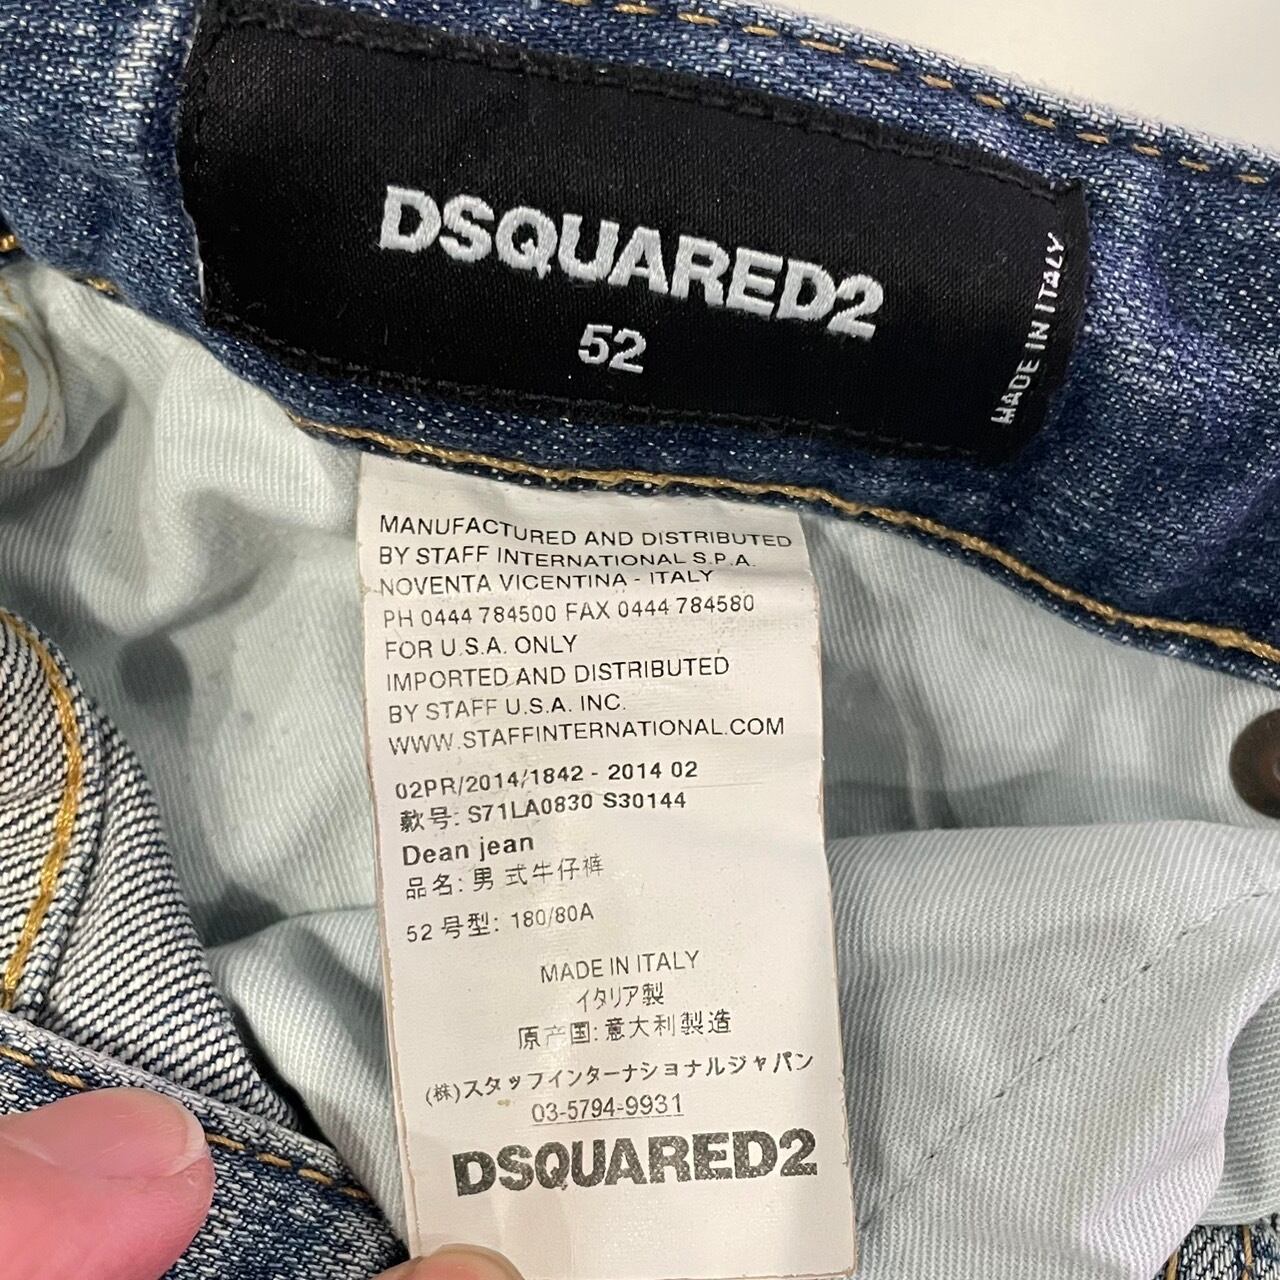 DSQUARED2
52
MADE IN ITALY
MANUFACTURED AND DISTRIBUTED
BY STAFF INTERNATIONAL S.P.A.
NOVENTA VICENTINA - ITALY
PH 0444 784500 FAX 0444 784580
FOR U.S.A. ONLY
IMPORTED AND DISTRIBUTED
BY STAFF U.S.A. INC.
WWW.STAFFINTERNATIONAL.COM
02PR/2014/1842 - 2014 02
款号: S71LA0830 S30144
Dean jean
品名: 男式牛仔裤
52 号型: 180/80A
MADE IN ITALY
イタリア製
原产国:意大利製造
(株)スタッフインターナショナルジャパン
03-5794-9931
DSQUARED2